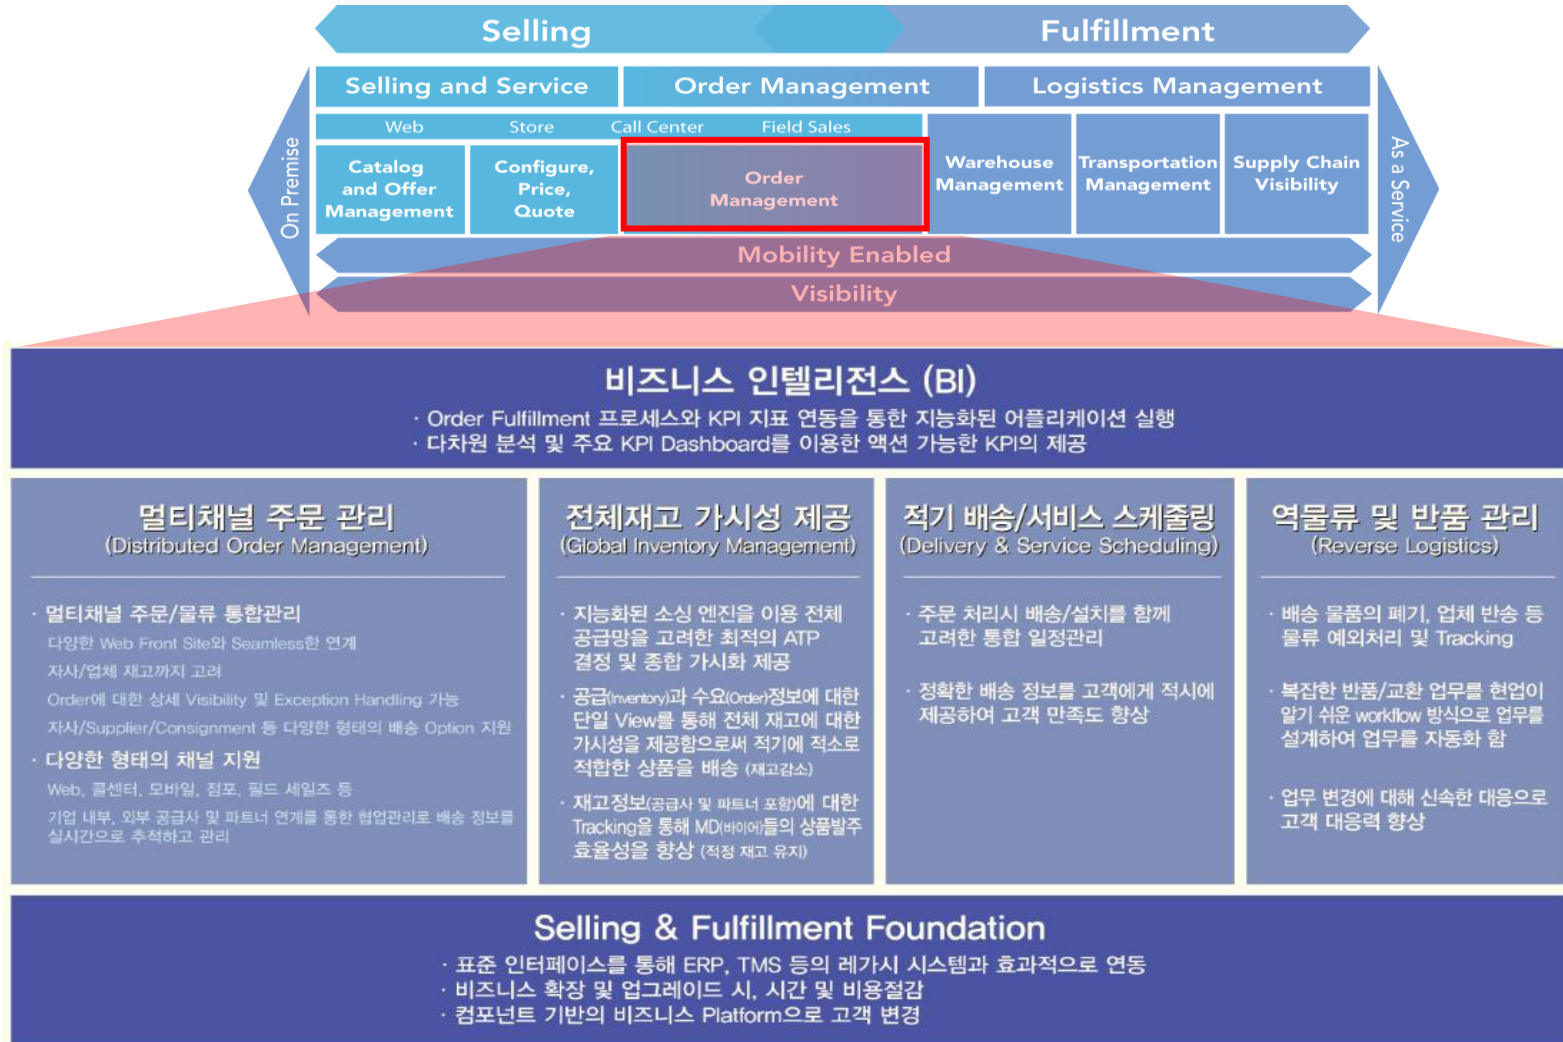 Selling
Fulfillment
Selling and Service
Order Management
Logistics Management
On Premise
Web
Store
Call Center
Field Sales
Catalog
and Offer
Management
Configure,
Price,
Quote
Order
Management
Warehouse
Management
Transportation
Management
Supply Chain
Visibility
As a Service
Mobility Enabled
Visibility
비즈니스 인텔리전스 (BI)
· Order Fulfillment 프로세스와 KPI 지표 연동을 통한 지능화된 어플리케이션 실행
· 다차원 분석 및 주요 KPI Dashboard를 이용한 액션 가능한 KPI의 제공
멀티채널 주문 관리
(Distributed Order Management)
· 멀티채널 주문/물류 통합관리
다양한 Web Front Site와 Seamless한 연계
자사/업체 재고까지 고려
Order에 대한 상세 Visibility 및 Exception Handling 가능
자사/Supplier/Consignment 등 다양한 형태의 배송 Option 지원
· 다양한 형태의 채널 지원
Web, 콜센터, 모바일, 점포, 필드 세일즈 등
기업 내부, 외부 공급사 및 파트너 연계를 통한 협업관리로 배송 정보를
실시간으로 추적하고 관리
전체재고 가시성 제공
(Global Inventory Management)
· 지능화된 소싱 엔진을 이용 전체
공급망을 고려한 최적의 ATP
결정 및 종합 가시화 제공
· 공급(Inventory)과 수요(Order)정보에 대한
단일 View를 통해 전체 재고에 대한
가시성을 제공함으로써 적기에 적소로
적합한 상품을 배송 (재고감소)
· 재고정보(공급사 및 파트너 포함)에 대한
Tracking을 통해 MD(바이어)들의 상품발주
효율성을 향상 (적정 재고 유지)
적기 배송/서비스 스케줄링
(Delivery & Service Scheduling)
· 주문 처리시 배송/설치를 함께
고려한 통합 일정관리
· 정확한 배송 정보를 고객에게 적시에
제공하여 고객 만족도 향상
역물류 및 반품 관리
(Reverse Logistics)
· 배송 물품의 폐기, 업체 반송 등
물류 예외처리 및 Tracking
· 복잡한 반품/교환 업무를 현업이
알기 쉬운 workflow 방식으로 업무를
설계하여 업무를 자동화 함
· 업무 변경에 대해 신속한 대응으로
고객 대응력 향상
Selling & Fulfillment Foundation
· 표준 인터페이스를 통해 ERP, TMS 등의 레가시 시스템과 효과적으로 연동
· 비즈니스 확장 및 업그레이드 시, 시간 및 비용절감
· 컴포넌트 기반의 비즈니스 Platform으로 고객 변경